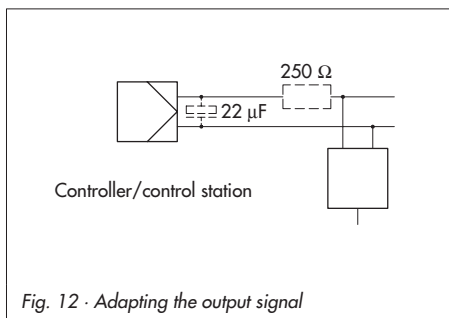 250 Ω
22 µF
Controller/control station
Fig. 12 · Adapting the output signal